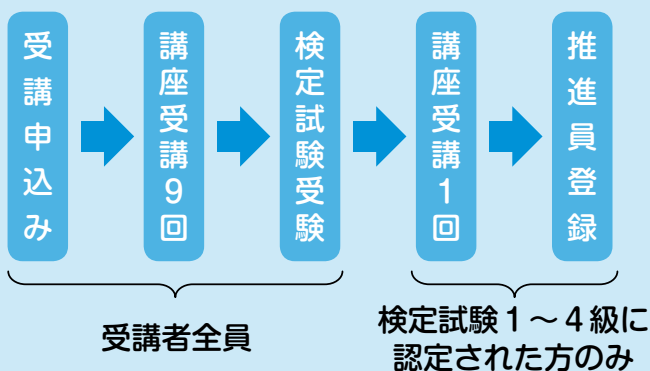 受講申込み
講座受講9回
検定試験受験
講座受講1回
推進員登録
受講者全員
検定試験1～4級に
認定された方のみ